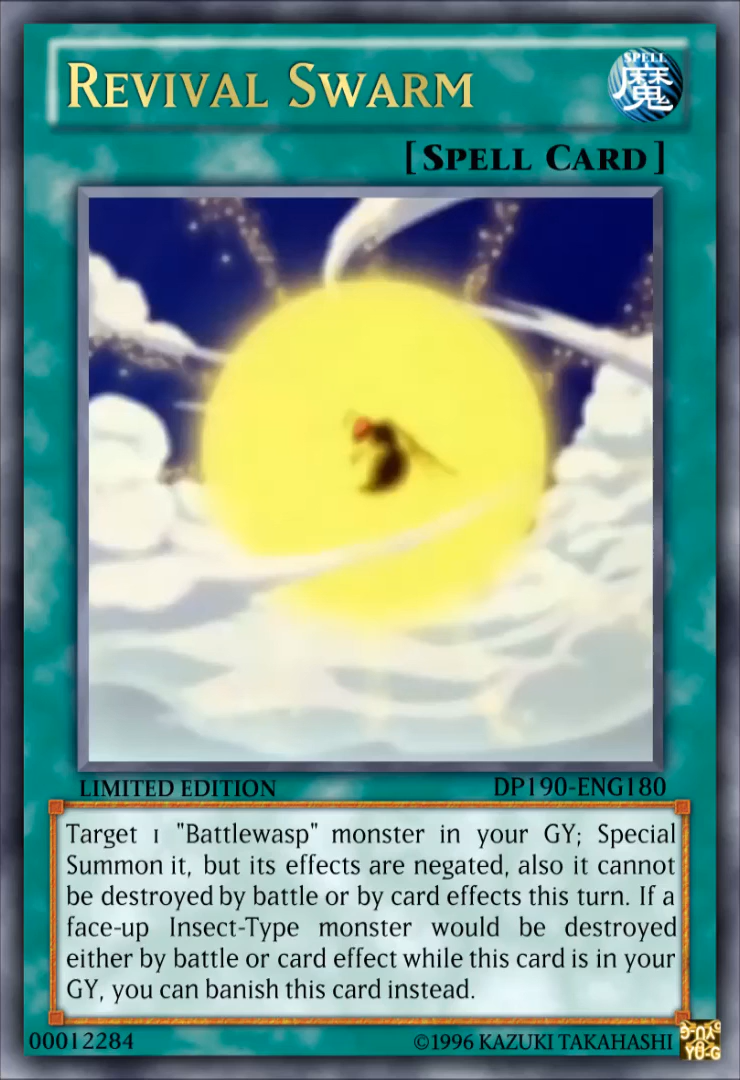 REVIVAL SWARM
SPELL
魔
[SPELL CARD]
LIMITED EDITION
DP190-ENG180
Target 1 "Battlewasp" monster in your GY; Special
Summon it, but its effects are negated, also it cannot
be destroyed by battle or by card effects this turn. If a
face-up Insect-Type monster would be destroyed
either by battle or card effect while this card is in your
GY, you can banish this card instead.
00012284
©1996 KAZUKI TAKAHASHI